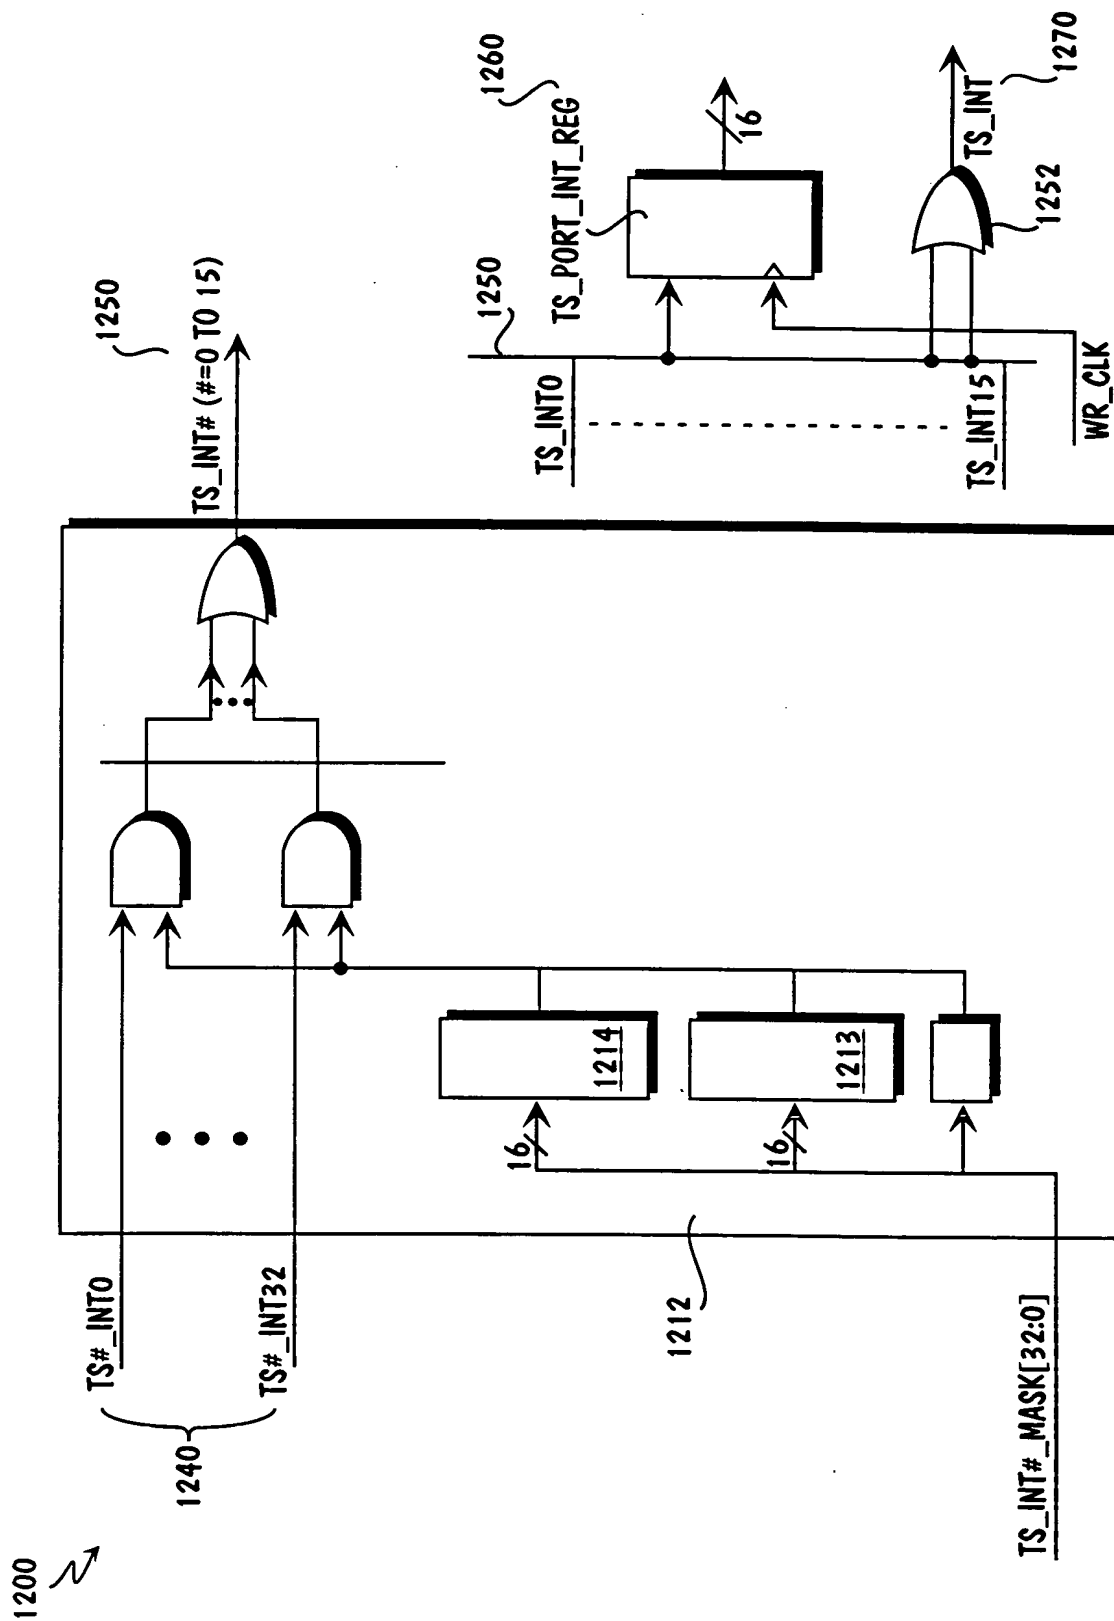 1200
1240
TS#_INT0
TS#_INT32
TS_INT#_MASK[32:0]
1212
16
1214
16
1213
TS_INT# (#=0 TO 15)
1250
TS_INT0
TS_INT15
WR_CLK
1250
TS_PORT_INT_REG
1260
16
1252
TS_INT
1270